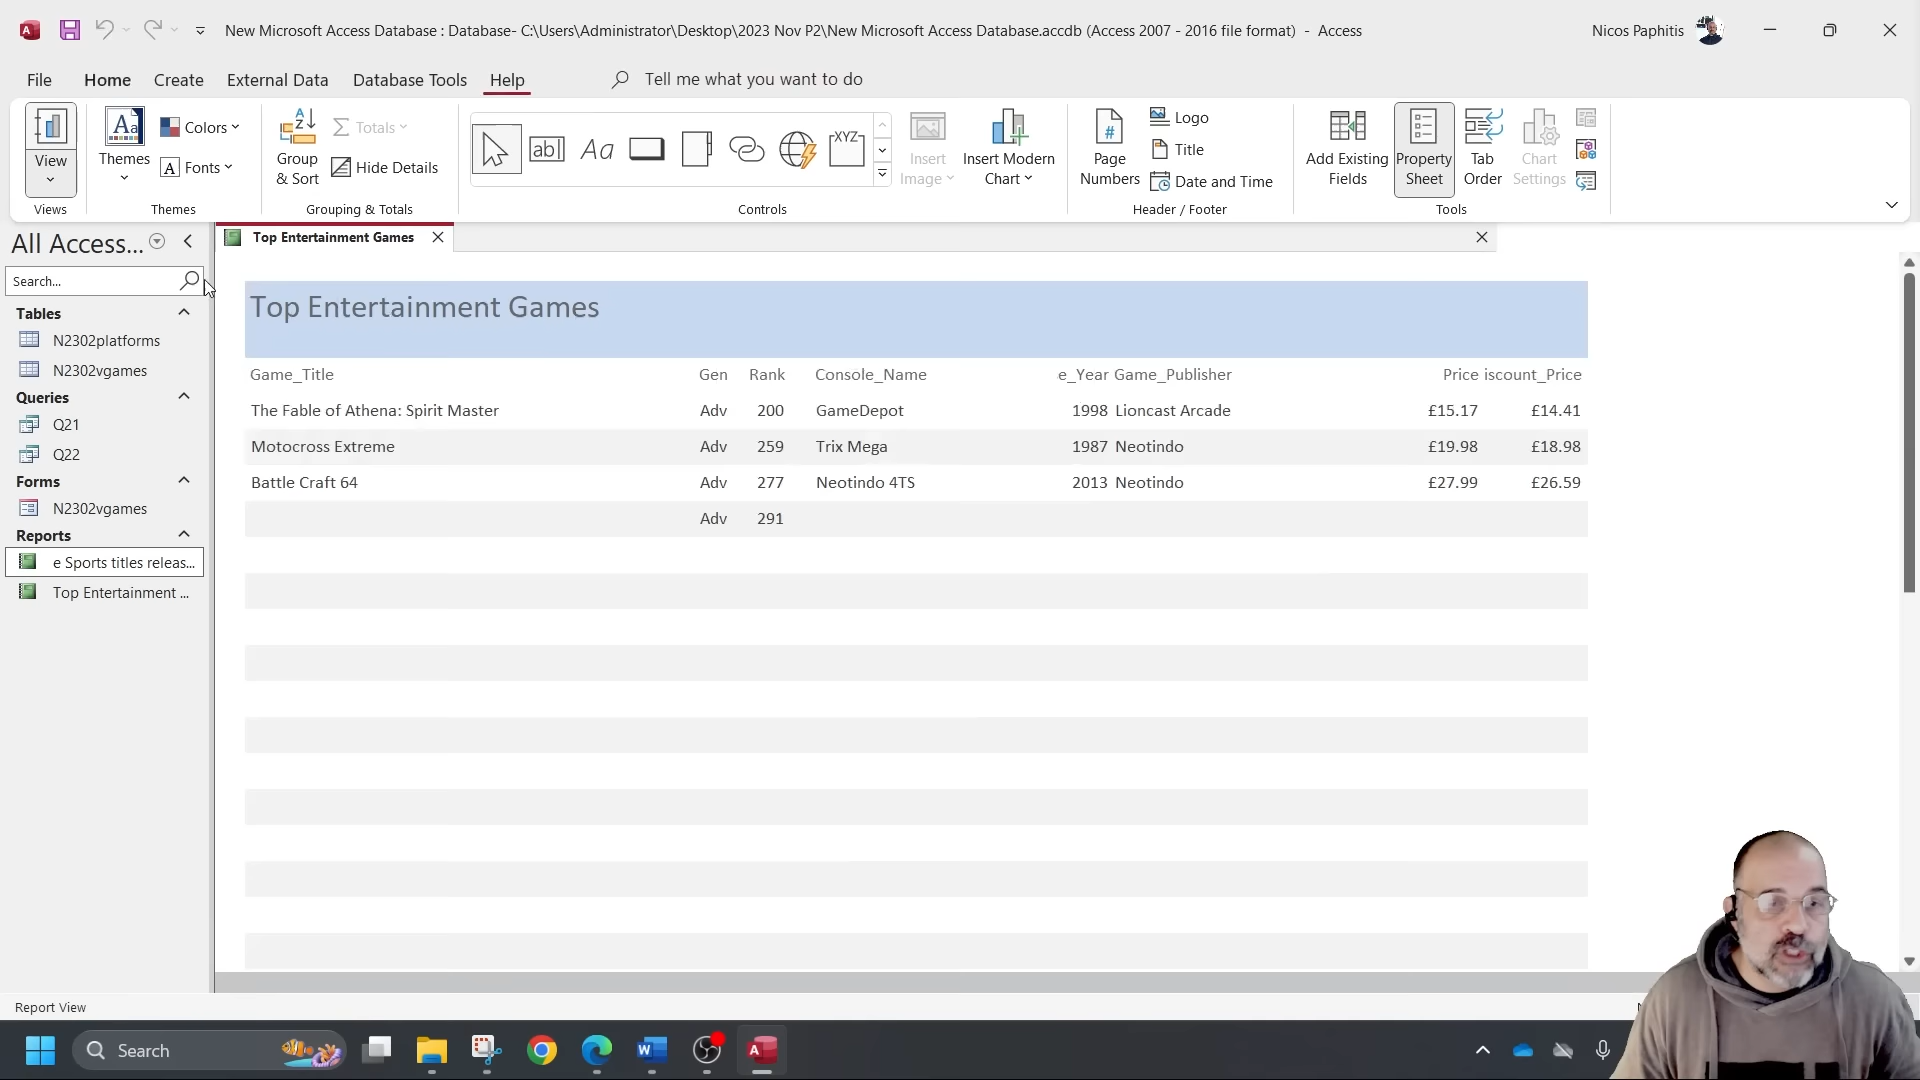 New Microsoft Access Database : Database- C:\Users\Administrator\Desktop\2023 Nov P2\New Microsoft Access Database.accdb (Access 2007 - 2016 file format) - Access
Nicos Paphitis
File Home Create External Data Database Tools Help Tell me what you want to do
View
Views
Aa
Themes
Colors
Fonts
Themes
Group & Sort
Totals
Hide Details
Grouping & Totals
ab
Aa
XYZ
Controls
Insert Image
Insert Modern Chart
Page Numbers
Logo
Title
Date and Time
Header / Footer
Add Existing Fields
Property Sheet
Tab Order
Chart Settings
Tools
All Access...
Search...
Tables
N2302platforms
N2302vgames
Queries
Q21
Q22
Forms
N2302vgames
Reports
e Sports titles releas...
Top Entertainment ...
Top Entertainment Games
Top Entertainment Games
Game_Title Gen Rank Console_Name e_Year Game_Publisher Price iscount_Price
The Fable of Athena: Spirit Master Adv 200 GameDepot 1998 Lioncast Arcade £15.17 £14.41
Motocross Extreme Adv 259 Trix Mega 1987 Neotindo £19.98 £18.98
Battle Craft 64 Adv 277 Neotindo 4TS 2013 Neotindo £27.99 £26.59
Adv 291
Report View
Search